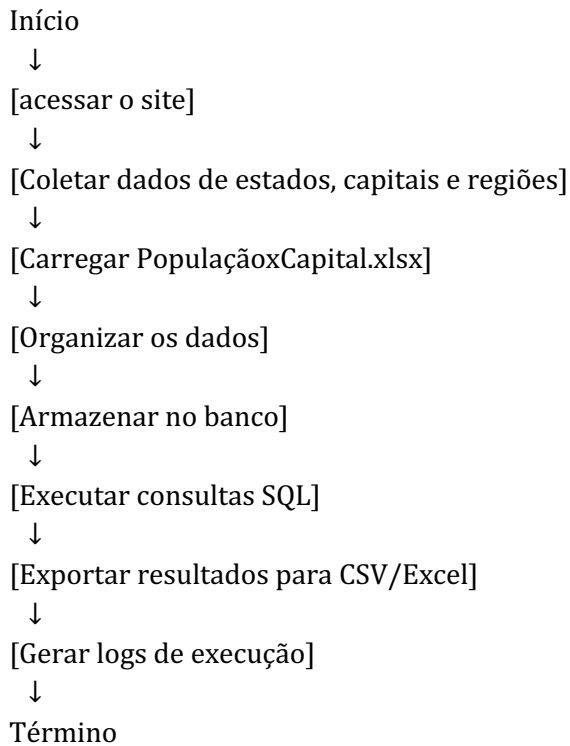 Início
↓
[acessar o site]
↓
[Coletar dados de estados, capitais e regiões]
↓
[Carregar PopulaçãoxCapital.xlsx]
↓
[Organizar os dados]
↓
[Armazenar no banco]
↓
[Executar consultas SQL]
↓
[Exportar resultados para CSV/Excel]
↓
[Gerar logs de execução]
↓
Término